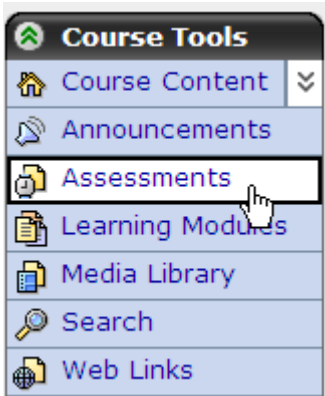 Course Tools
Course Content
Announcements
Assessments
Learning Modules
Media Library
Search
Web Links